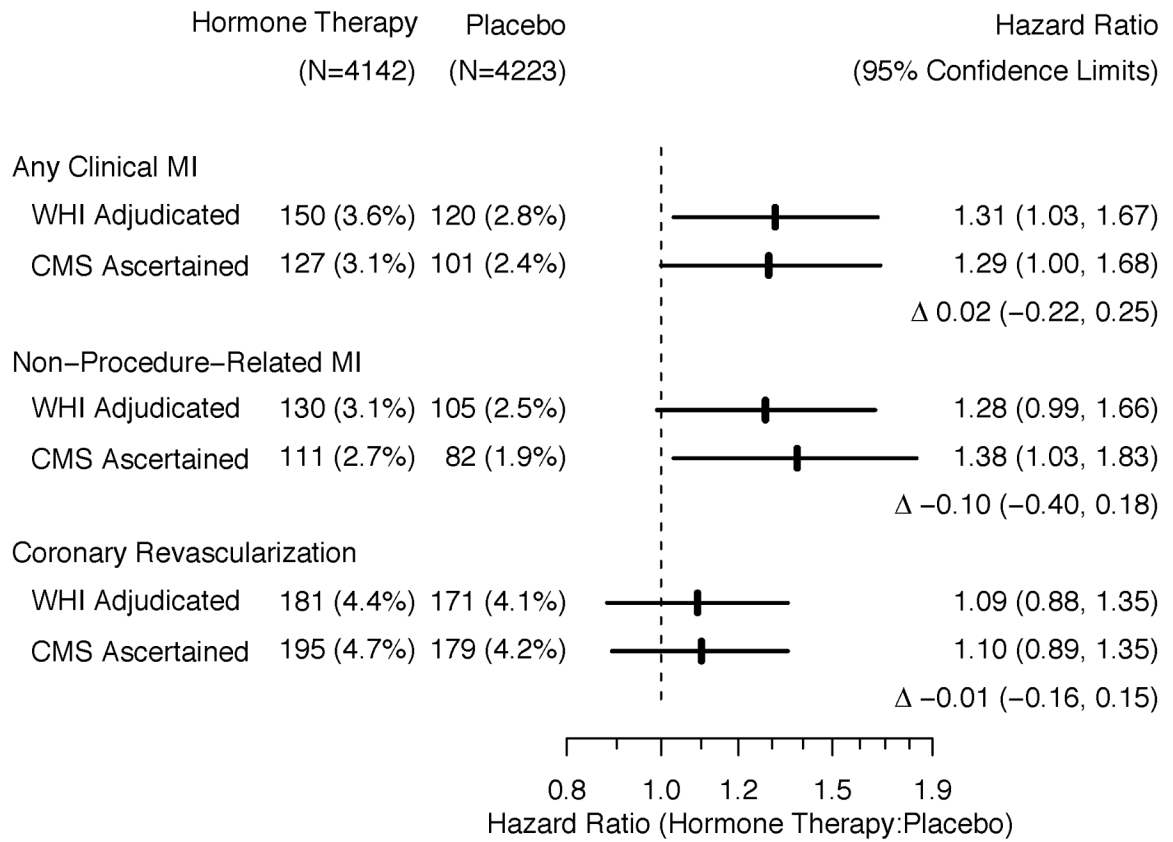 Hormone Therapy Placebo Hazard Ratio
(N=4142) (N=4223) (95% Confidence Limits)
Any Clinical MI
WHI Adjudicated 150 (3.6%) 120 (2.8%) 1.31 (1.03, 1.67)
CMS Ascertained 127 (3.1%) 101 (2.4%) 1.29 (1.00, 1.68)
Δ 0.02 (−0.22, 0.25)
Non−Procedure−Related MI
WHI Adjudicated 130 (3.1%) 105 (2.5%) 1.28 (0.99, 1.66)
CMS Ascertained 111 (2.7%) 82 (1.9%) 1.38 (1.03, 1.83)
Δ −0.10 (−0.40, 0.18)
Coronary Revascularization
WHI Adjudicated 181 (4.4%) 171 (4.1%) 1.09 (0.88, 1.35)
CMS Ascertained 195 (4.7%) 179 (4.2%) 1.10 (0.89, 1.35)
Δ −0.01 (−0.16, 0.15)
0.8 1.0 1.2 1.5 1.9
Hazard Ratio (Hormone Therapy:Placebo)